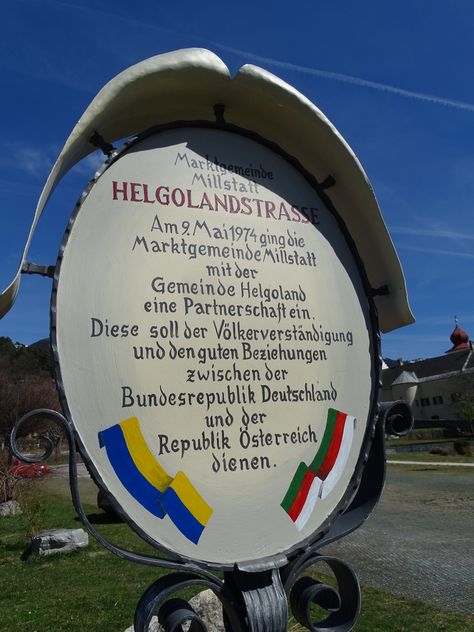 Marktgemeinde
Millstatt
HELGOLANDSTRASSE
Am 9. Mai 1974 ging die
Marktgemeinde Millstatt
mit der
Gemeinde Helgoland
eine Partnerschaft ein.
Diese soll der Völkerverständigung
und den guten Beziehungen
zwischen der
Bundesrepublik Deutschland
und der
Republik Österreich
dienen.